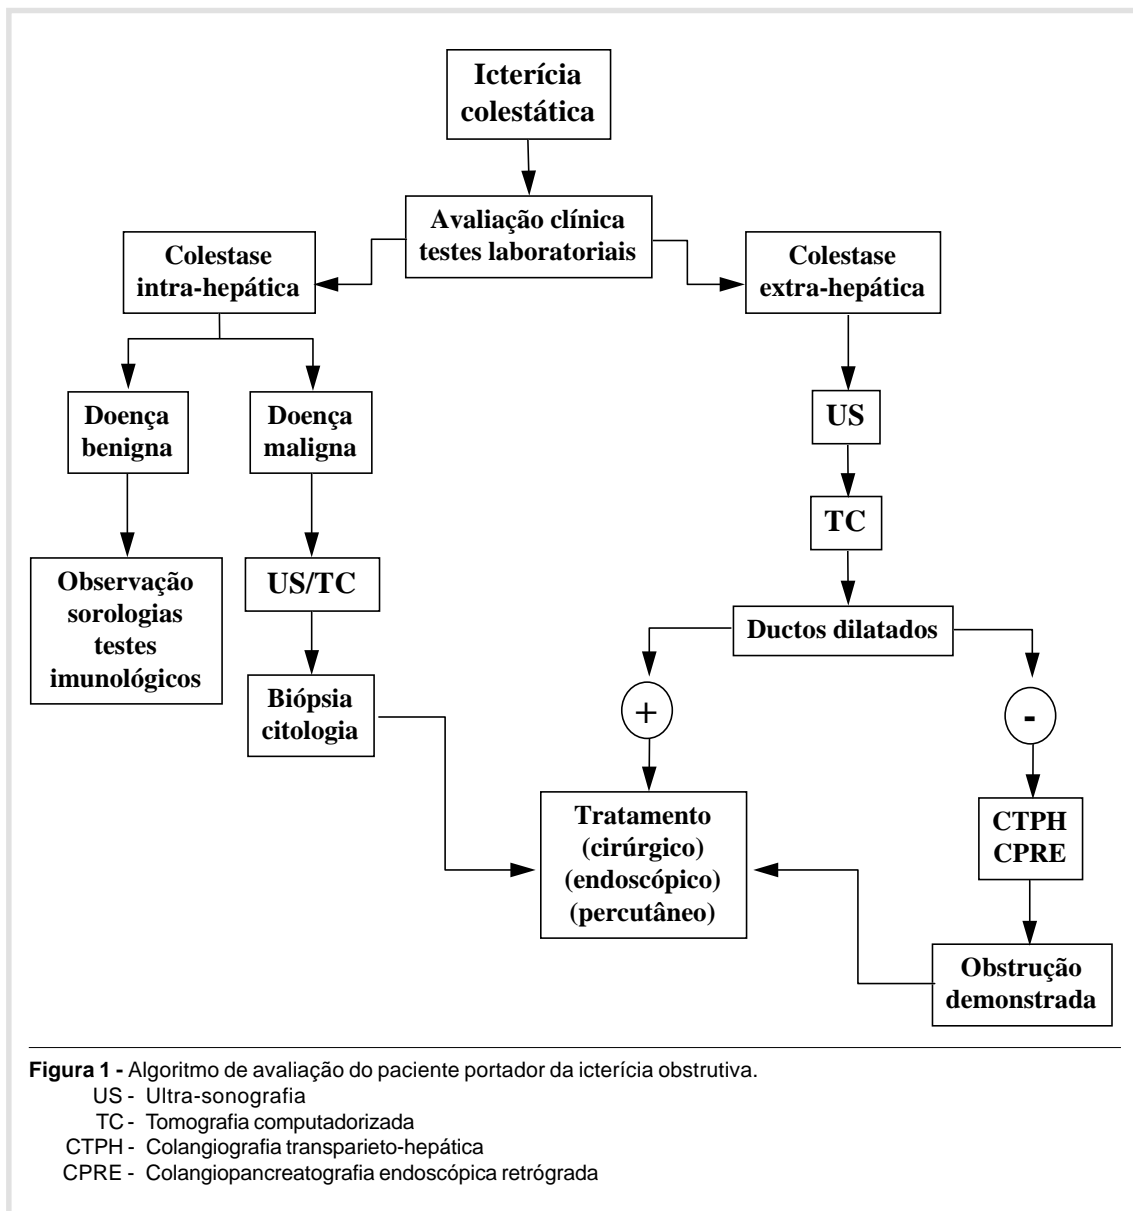 Icterícia
colestática
Avaliação clínica
testes laboratoriais
Colestase
intra-hepática
Colestase
extra-hepática
Doença
benigna
Doença
maligna
US
TC
Observação
sorologias
testes
imunológicos
US/TC
Ductos dilatados
Biópsia
citologia
+
-
Tratamento
(cirúrgico)
(endoscópico)
(percutâneo)
CTPH
CPRE
Obstrução
demonstrada
Figura 1 - Algoritmo de avaliação do paciente portador da icterícia obstrutiva.
US - Ultra-sonografia
TC - Tomografia computadorizada
CTPH - Colangiografia transparieto-hepática
CPRE - Colangiopancreatografia endoscópica retrógrada